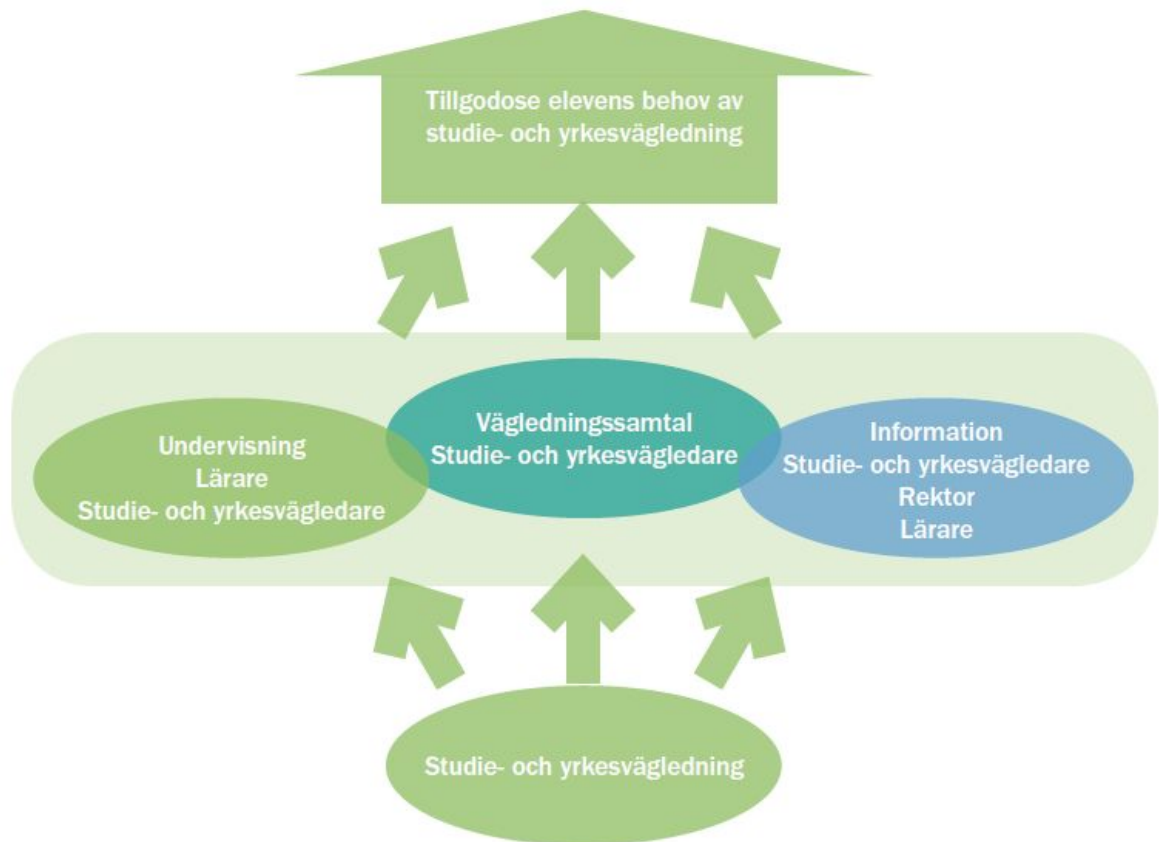 Tillgodose elevens behov av
studie- och yrkesvägledning
Undervisning
Lärare
Studie- och yrkesvägledare
Vägledningssamtal
Studie- och yrkesvägledare
Information
Studie- och yrkesvägledare
Rektor
Lärare
Studie- och yrkesvägledning